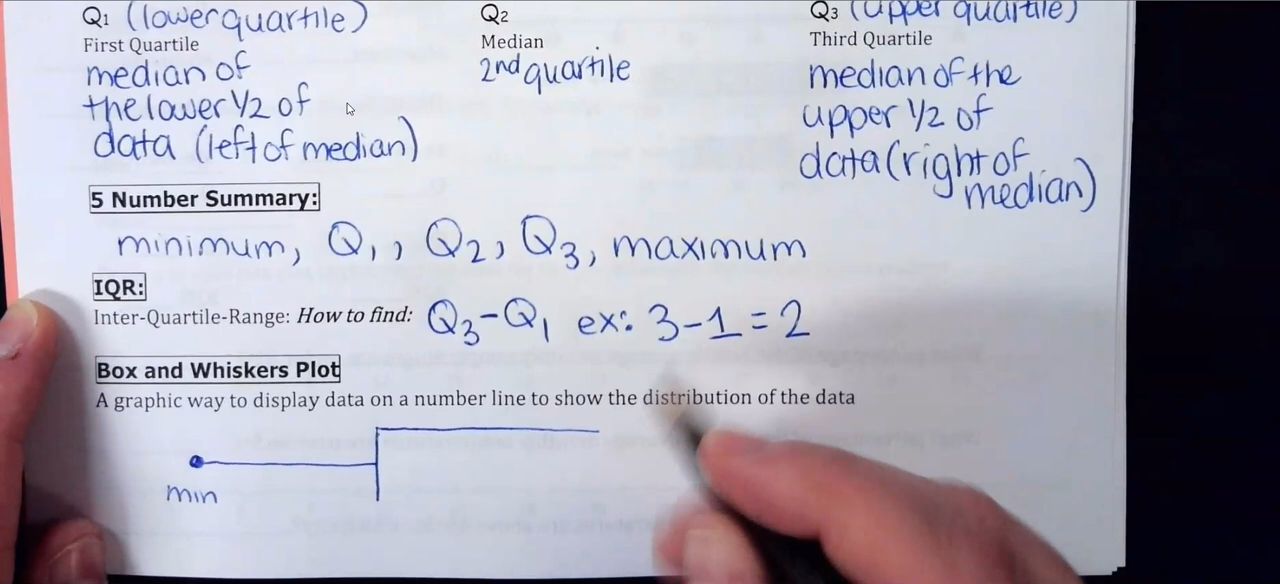 Q1 (lower quartile)
First Quartile
median of
the lower 1/2 of
data (left of median)
Q2
Median
2nd quartile
Q3 (upper quartile)
Third Quartile
median of the
upper 1/2 of
data (right of
median)
5 Number Summary:
minimum, Q1, Q2, Q3, maximum
IQR:
Inter-Quartile-Range: How to find: Q3-Q1 ex: 3-1=2
Box and Whiskers Plot
A graphic way to display data on a number line to show the distribution of the data
min